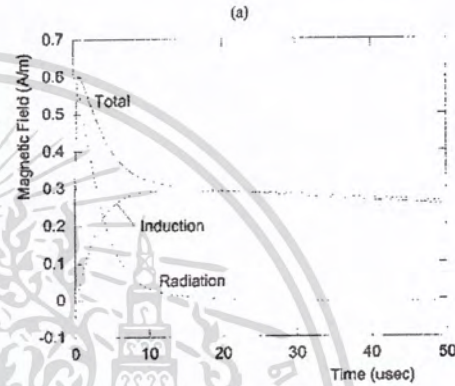 (a)
0.7
0.6
0.5
0.4
0.3
0.2
0.1
0
-0.1
Magnetic Field (A/m)
Total
Induction
Radiation
0 10 20 30 40 50
Time (usec)